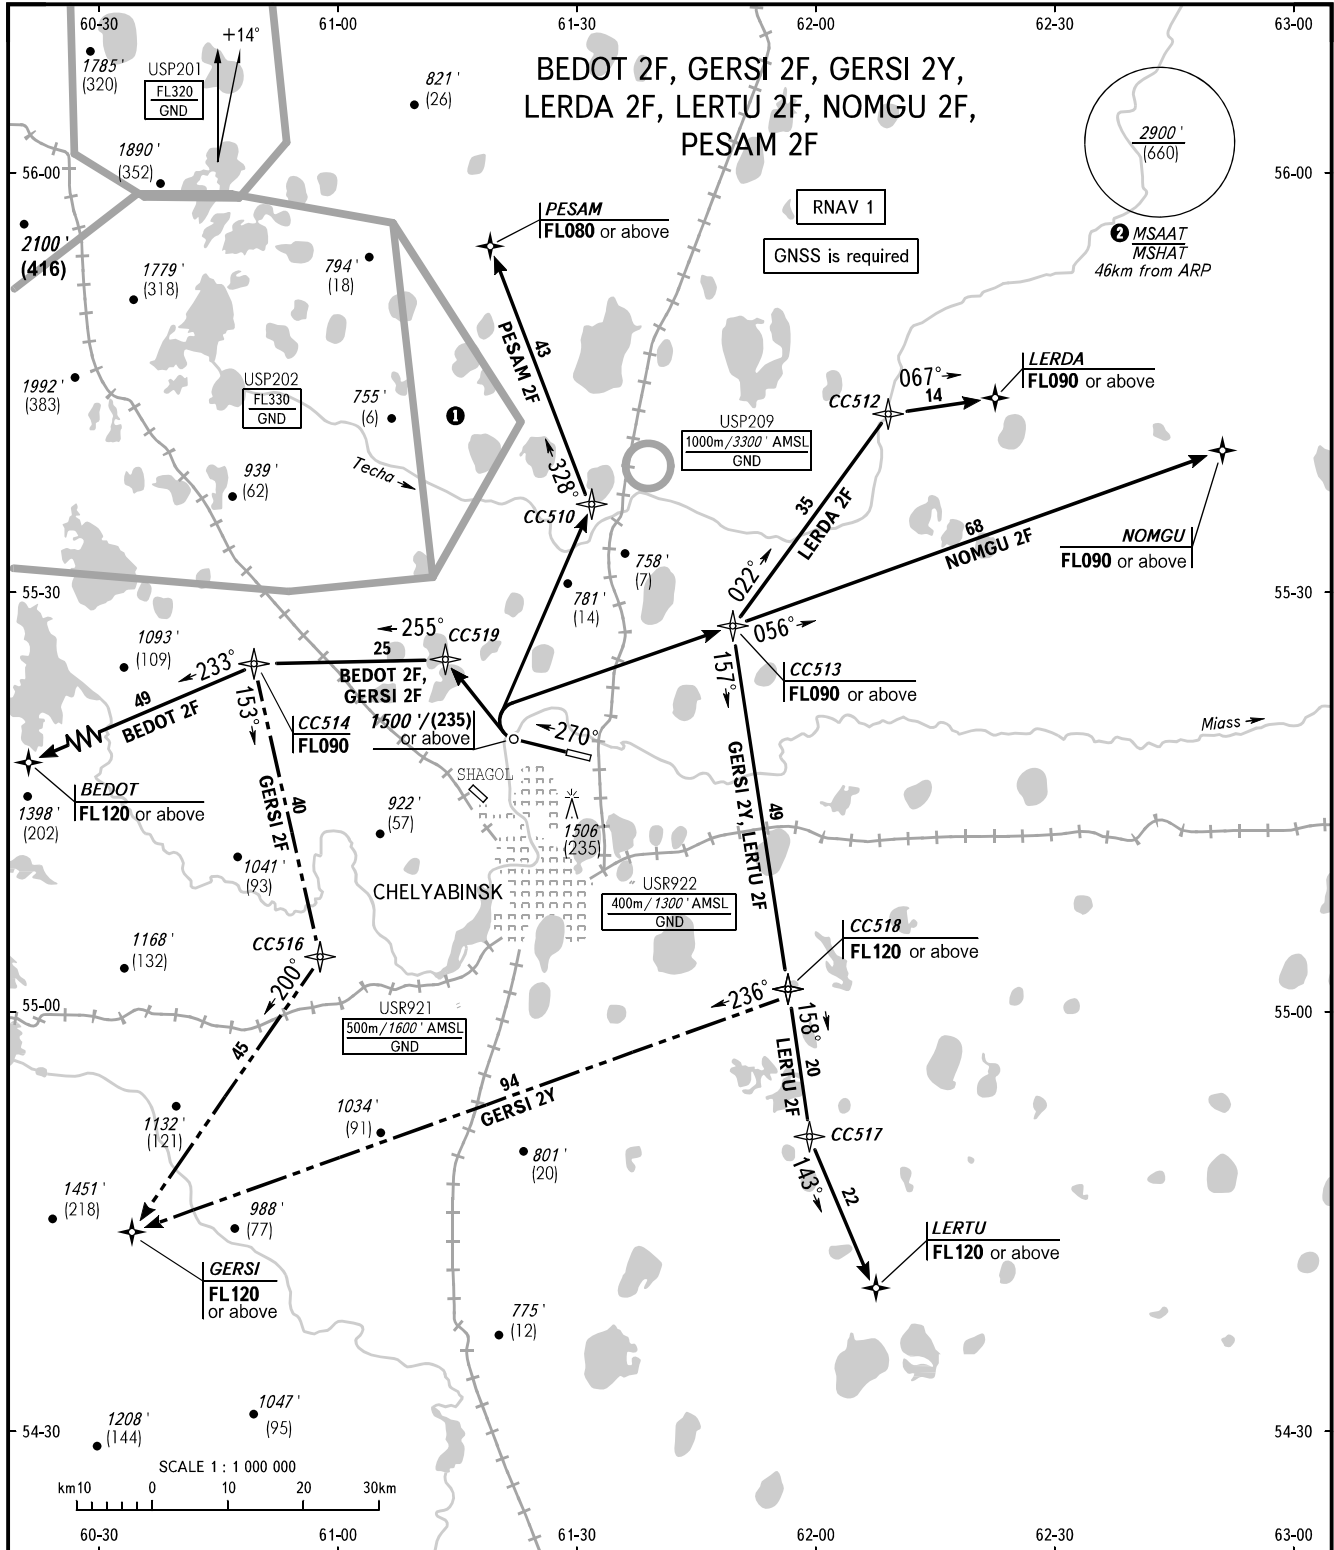 60-30
61-00
61-30
62-00
62-30
63-00
+14°
BEDOT 2F, GERSI 2F, GERSI 2Y,
LERDA 2F, LERTU 2F, NOMGU 2F,
PESAM 2F
1785 '
(320)
USP201
FL320
GND
821 '
(26)
2900 '
(660)
1890 '
(352)
56-00
56-00
RNAV 1
GNSS is required
PESAM
FL080 or above
2 MSAAT
MSHAT
46km from ARP
2100 '
(416)
1779 '
(318)
794 '
(18)
PESAM 2F
43
LERDA
FL090 or above
067°
14
CC512
1992 '
(383)
USP202
FL330
GND
755 '
(6)
1
USP209
1000m/3300 ' AMSL
GND
939 '
(62)
Techa
328°
CC510
35
LERDA 2F
68
NOMGU 2F
NOMGU
FL090 or above
758 '
(7)
781 '
(14)
022°
55-30
55-30
056°
157°
CC513
FL090 or above
1093 '
(109)
233°
255°
CC519
25
BEDOT 2F,
GERSI 2F
49
BEDOT 2F
153°
CC514
FL090
1500 '/(235)
or above
270°
Miass
SHAGOL
BEDOT
FL120 or above
1398 '
(202)
GERSI 2F
40
922 '
(57)
1506 '
(235)
GERSI 2Y, LERTU 2F
49
1041 '
(93)
CHELYABINSK
USR922
400m/1300 ' AMSL
GND
CC518
FL120 or above
1168 '
(132)
CC516
200°
236°
158°
55-00
55-00
USR921
500m/1600 ' AMSL
GND
45
LERTU 2F
20
94
GERSI 2Y
1132 '
(121)
1034 '
(91)
CC517
801 '
(20)
143°
22
1451 '
(218)
988 '
(77)
LERTU
FL120 or above
GERSI
FL120
or above
775 '
(12)
1047 '
(95)
1208 '
(144)
54-30
54-30
SCALE 1 : 1 000 000
km10
0
10
20
30km
60-30
61-00
61-30
62-00
62-30
63-00